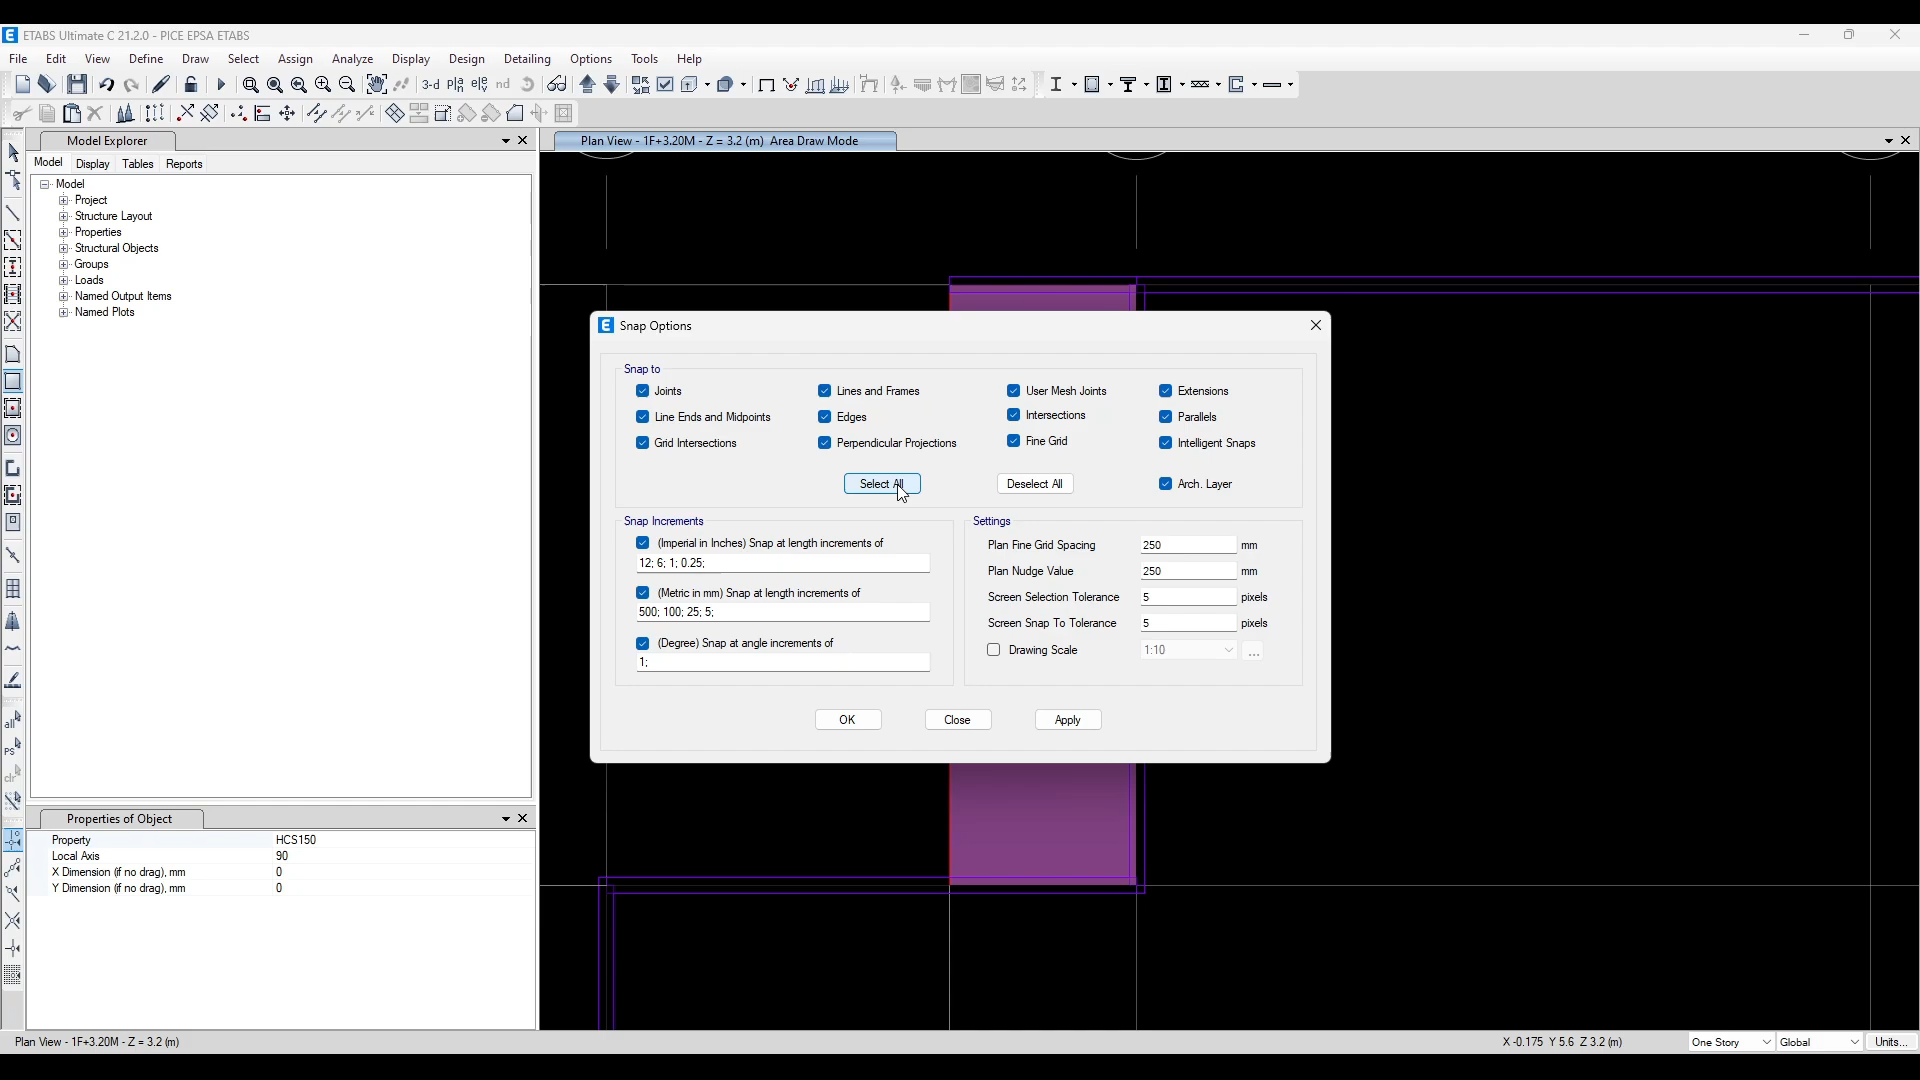 ETABS Ultimate C 21.2.0 - PICE EPSA ETABS
File Edit View Define Draw Select Assign Analyze Display Design Detailing Options Tools Help
3-d pla ele nd
Model Explorer
Plan View - 1F+3.20M - Z = 3.2 (m) Area Draw Mode
Model Display Tables Reports
Model
Project
Structure Layout
Properties
Structural Objects
Groups
Loads
Named Output Items
Named Plots
all
PS
clr
Snap Options
Snap to
Joints Lines and Frames User Mesh Joints Extensions
Line Ends and Midpoints Edges Intersections Parallels
Grid Intersections Perpendicular Projections Fine Grid Intelligent Snaps
Select All Deselect All Arch. Layer
Snap Increments
(Imperial in Inches) Snap at length increments of
12; 6; 1; 0.25;
(Metric in mm) Snap at length increments of
500; 100; 25; 5;
(Degree) Snap at angle increments of
1;
Settings
Plan Fine Grid Spacing 250 mm
Plan Nudge Value 250 mm
Screen Selection Tolerance 5 pixels
Screen Snap To Tolerance 5 pixels
Drawing Scale 1:10 ...
OK Close Apply
Properties of Object
Property HCS150
Local Axis 90
X Dimension (if no drag), mm 0
Y Dimension (if no drag), mm 0
Plan View - 1F+3.20M - Z = 3.2 (m) X -0.175 Y 5.6 Z 3.2 (m) One Story Global Units...